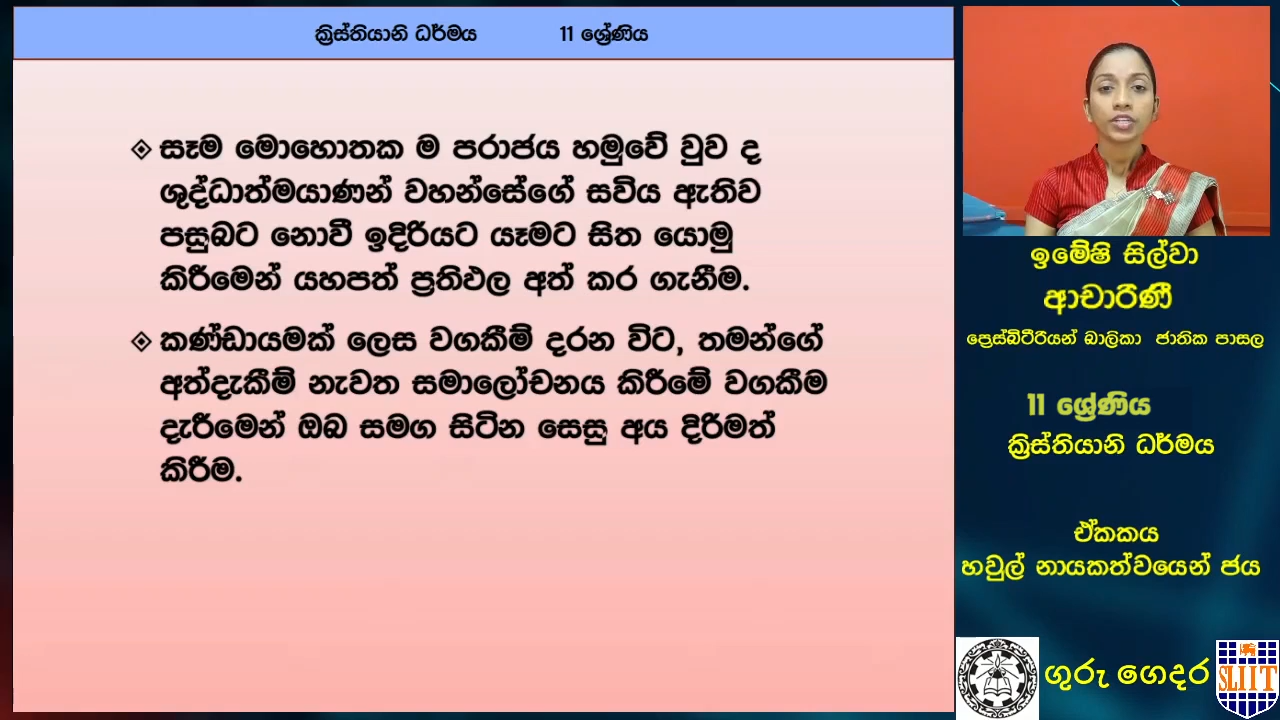 ක්‍රිස්තියානි ධර්මය 11 ශ්‍රේණිය
සෑම මොහොතක ම පරාජය හමුවේ වුව ද
ශුද්ධාත්මයාණන් වහන්සේගේ සවිය ඇතිව
පසුබට නොවී ඉදිරියට යෑමට සිත යොමු
කිරීමෙන් යහපත් ප්‍රතිඵල අත් කර ගැනීම.
කණ්ඩායමක් ලෙස වගකීම් දරන විට, තමන්ගේ
අත්දැකීම් නැවත සමාලෝචනය කිරීමේ වගකීම
දැරීමෙන් ඔබ සමග සිටින සෙසු අය දිරිමත්
කිරීම.
ඉමේෂි සිල්වා
ආචාරිණී
ප්‍රෙස්බිටීරියන් බාලිකා ජාතික පාසල
11 ශ්‍රේණිය
ක්‍රිස්තියානි ධර්මය
ඒකකය
හවුල් නායකත්වයෙන් ජය
ගුරු ගෙදර
SLIIT